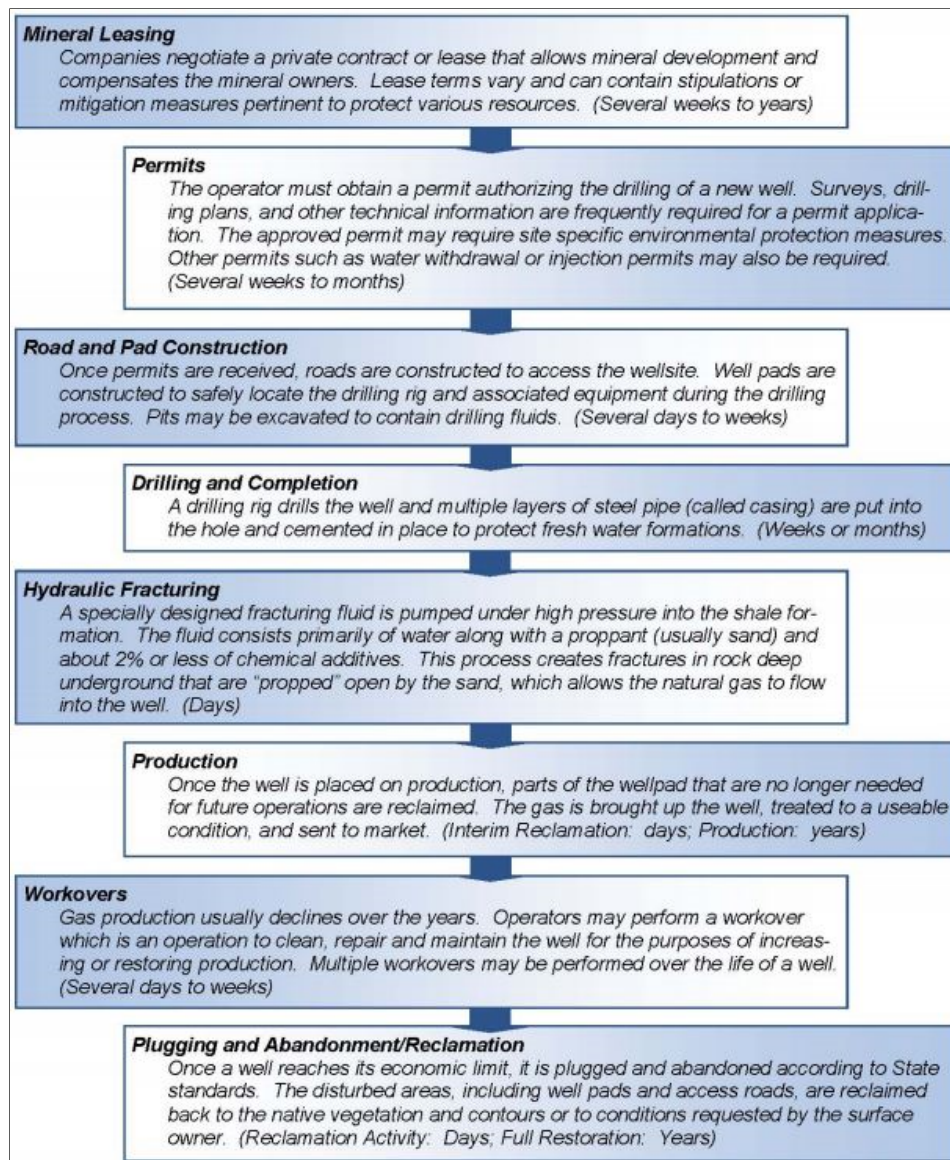 Mineral Leasing
Companies negotiate a private contract or lease that allows mineral development and
compensates the mineral owners. Lease terms vary and can contain stipulations or
mitigation measures pertinent to protect various resources. (Several weeks to years)
Permits
The operator must obtain a permit authorizing the drilling of a new well. Surveys, drill-
ing plans, and other technical information are frequently required for a permit applica-
tion. The approved permit may require site specific environmental protection measures.
Other permits such as water withdrawal or injection permits may also be required.
(Several weeks to months)
Road and Pad Construction
Once permits are received, roads are constructed to access the wellsite. Well pads are
constructed to safely locate the drilling rig and associated equipment during the drilling
process. Pits may be excavated to contain drilling fluids. (Several days to weeks)
Drilling and Completion
A drilling rig drills the well and multiple layers of steel pipe (called casing) are put into
the hole and cemented in place to protect fresh water formations. (Weeks or months)
Hydraulic Fracturing
A specially designed fracturing fluid is pumped under high pressure into the shale for-
mation. The fluid consists primarily of water along with a proppant (usually sand) and
about 2% or less of chemical additives. This process creates fractures in rock deep
underground that are “propped” open by the sand, which allows the natural gas to flow
into the well. (Days)
Production
Once the well is placed on production, parts of the wellpad that are no longer needed
for future operations are reclaimed. The gas is brought up the well, treated to a useable
condition, and sent to market. (Interim Reclamation: days; Production: years)
Workovers
Gas production usually declines over the years. Operators may perform a workover
which is an operation to clean, repair and maintain the well for the purposes of increas-
ing or restoring production. Multiple workovers may be performed over the life of a well.
(Several days to weeks)
Plugging and Abandonment/Reclamation
Once a well reaches its economic limit, it is plugged and abandoned according to State
standards. The disturbed areas, including well pads and access roads, are reclaimed
back to the native vegetation and contours or to conditions requested by the surface
owner. (Reclamation Activity: Days; Full Restoration: Years)